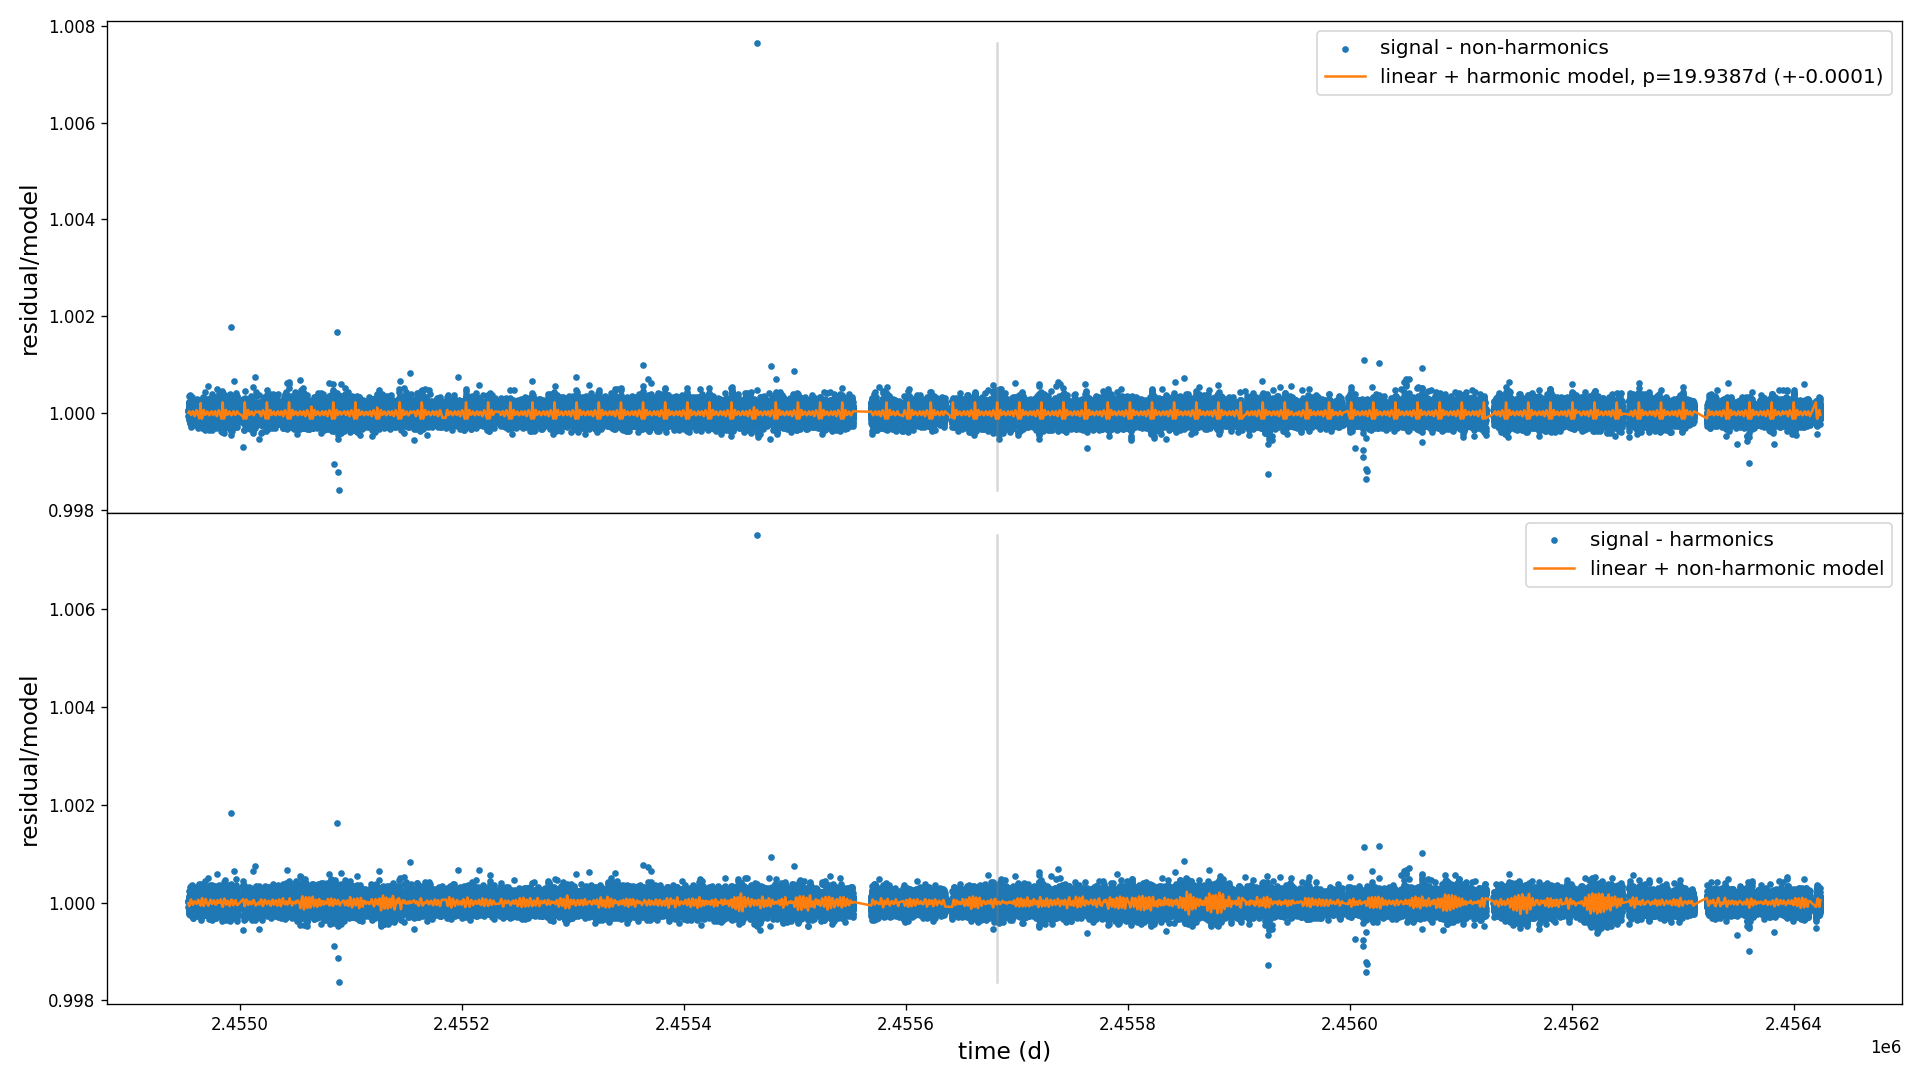 1.008
1.006
1.004
1.002
1.000
0.998
residual/model
signal - non-harmonics
linear + harmonic model, p=19.9387d (+-0.0001)
1.006
1.004
1.002
1.000
0.998
residual/model
signal - harmonics
linear + non-harmonic model
2.4550 2.4552 2.4554 2.4556 2.4558 2.4560 2.4562 2.4564
1e6
time (d)